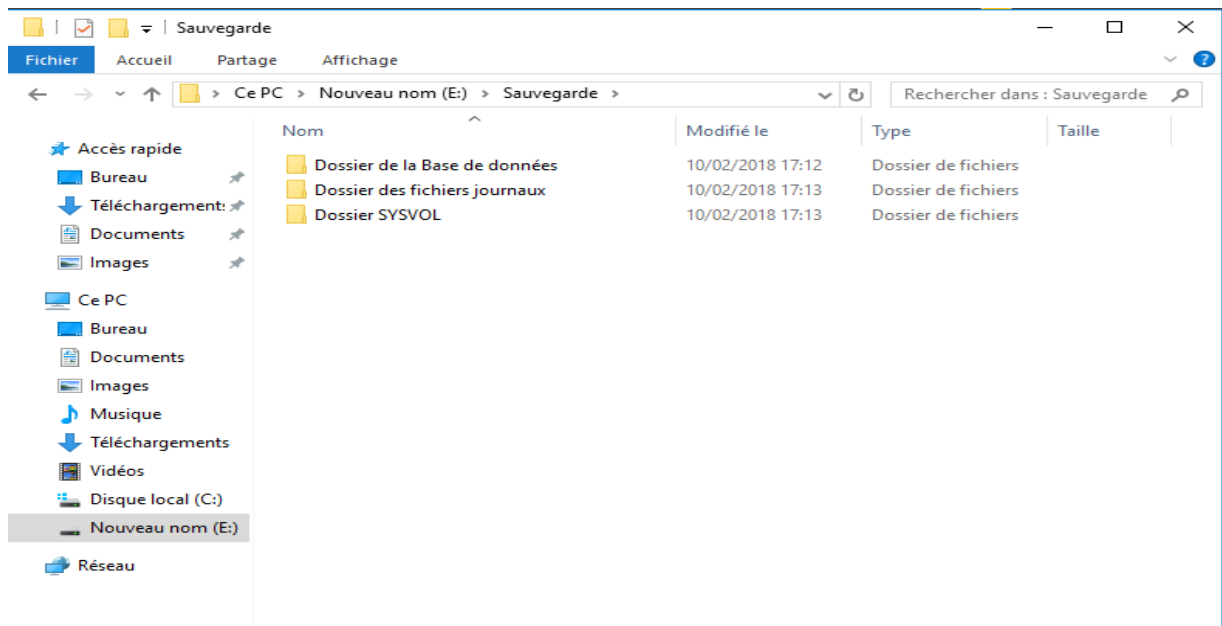 Sauvegarde
Fichier Accueil Partage Affichage
Ce PC > Nouveau nom (E:) > Sauvegarde > Rechercher dans : Sauvegarde
Nom Modifié le Type Taille
Accès rapide
Bureau
Téléchargements
Documents
Images
Ce PC
Bureau
Documents
Images
Musique
Téléchargements
Vidéos
Disque local (C:)
Nouveau nom (E:)
Réseau
Dossier de la Base de données 10/02/2018 17:12 Dossier de fichiers
Dossier des fichiers journaux 10/02/2018 17:13 Dossier de fichiers
Dossier SYSVOL 10/02/2018 17:13 Dossier de fichiers